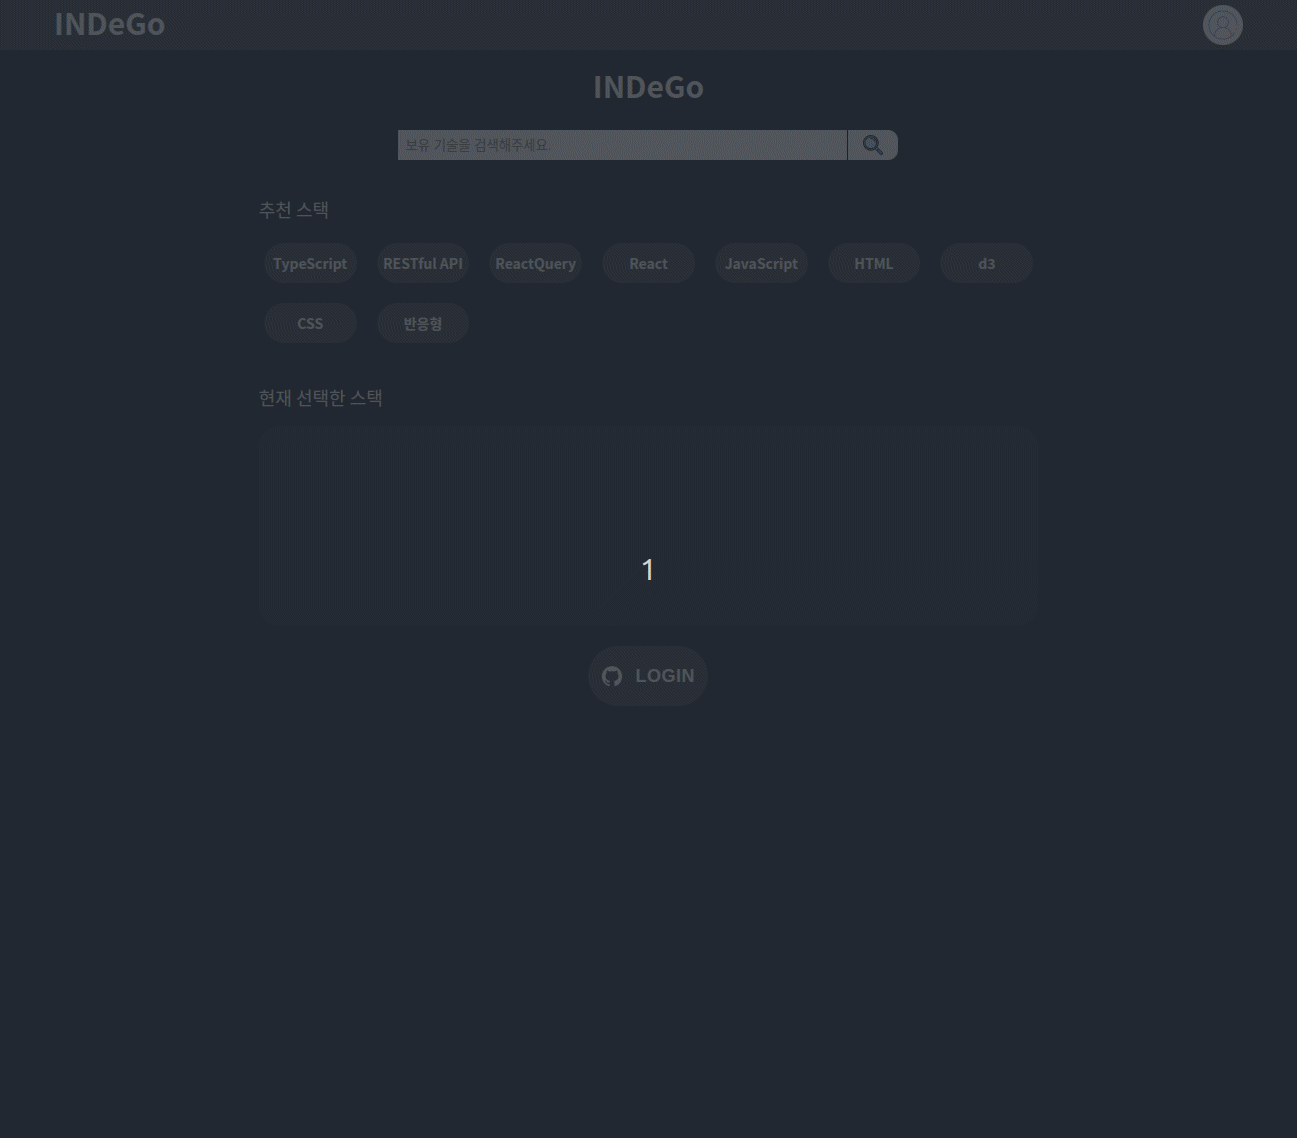 INDeGo
INDeGo
보유 기술을 검색해주세요.
추천 스택
TypeScript RESTful API ReactQuery React JavaScript HTML d3
CSS 반응형
현재 선택한 스택
1
LOGIN